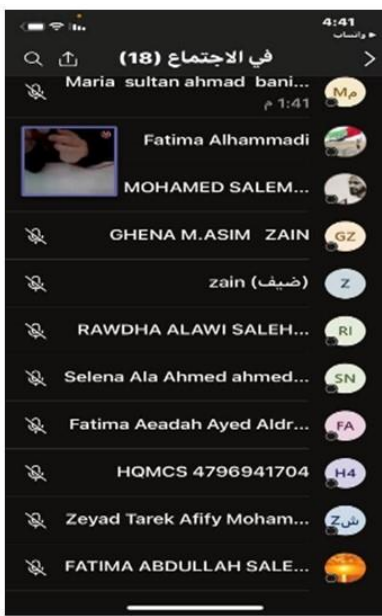 4:41
واتساب
في الاجتماع (18)
Maria sultan ahmad bani...
1:41 م
مM
Fatima Alhammadi
MOHAMED SALEM...
GHENA M.ASIM ZAIN
GZ
zain (ضيف)
Z
RAWDHA ALAWI SALEH...
RI
Selena Ala Ahmed ahmed...
SN
Fatima Aeadah Ayed Aldr...
FA
HQMCS 4796941704
H4
Zeyad Tarek Afify Moham...
شZ
FATIMA ABDULLAH SALE...